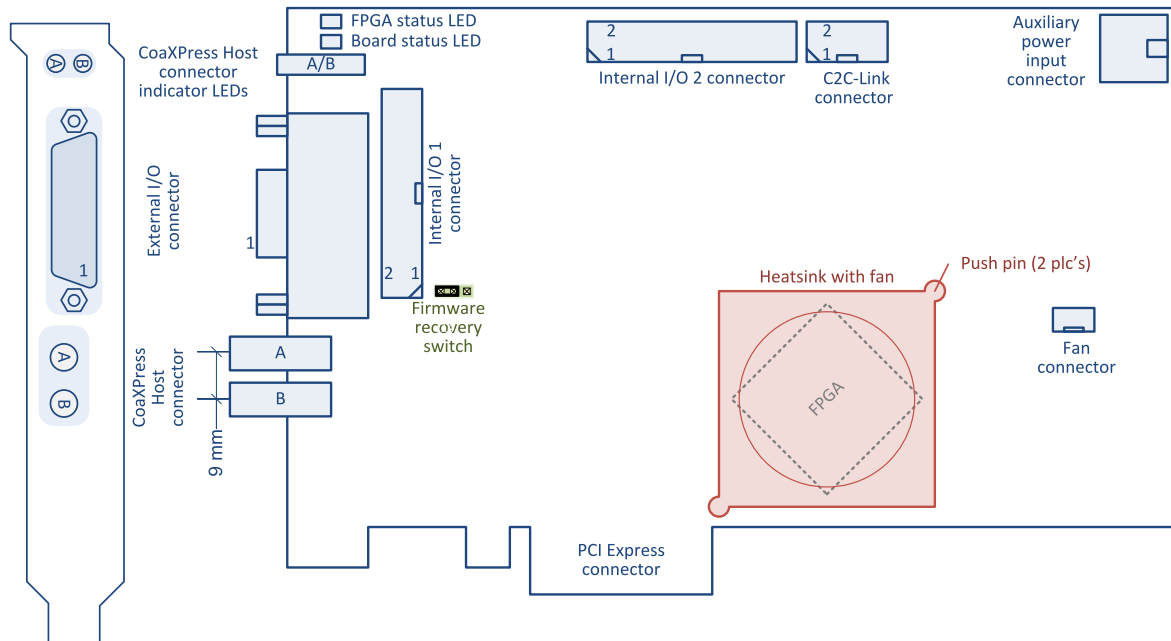 FPGA status LED
Board status LED
CoaXPress Host
connector
indicator LEDs
A/B
2
1
Internal I/O 2 connector
2
1
C2C-Link
connector
Auxiliary
power
input
connector
A
B
1
A
B
External I/O
connector
1
Internal I/O 1
connector
2
1
Firmware
recovery
switch
CoaXPress
Host
connector
A
B
9 mm
Heatsink with fan
Push pin (2 plc's)
FPGA
Fan
connector
PCI Express
connector